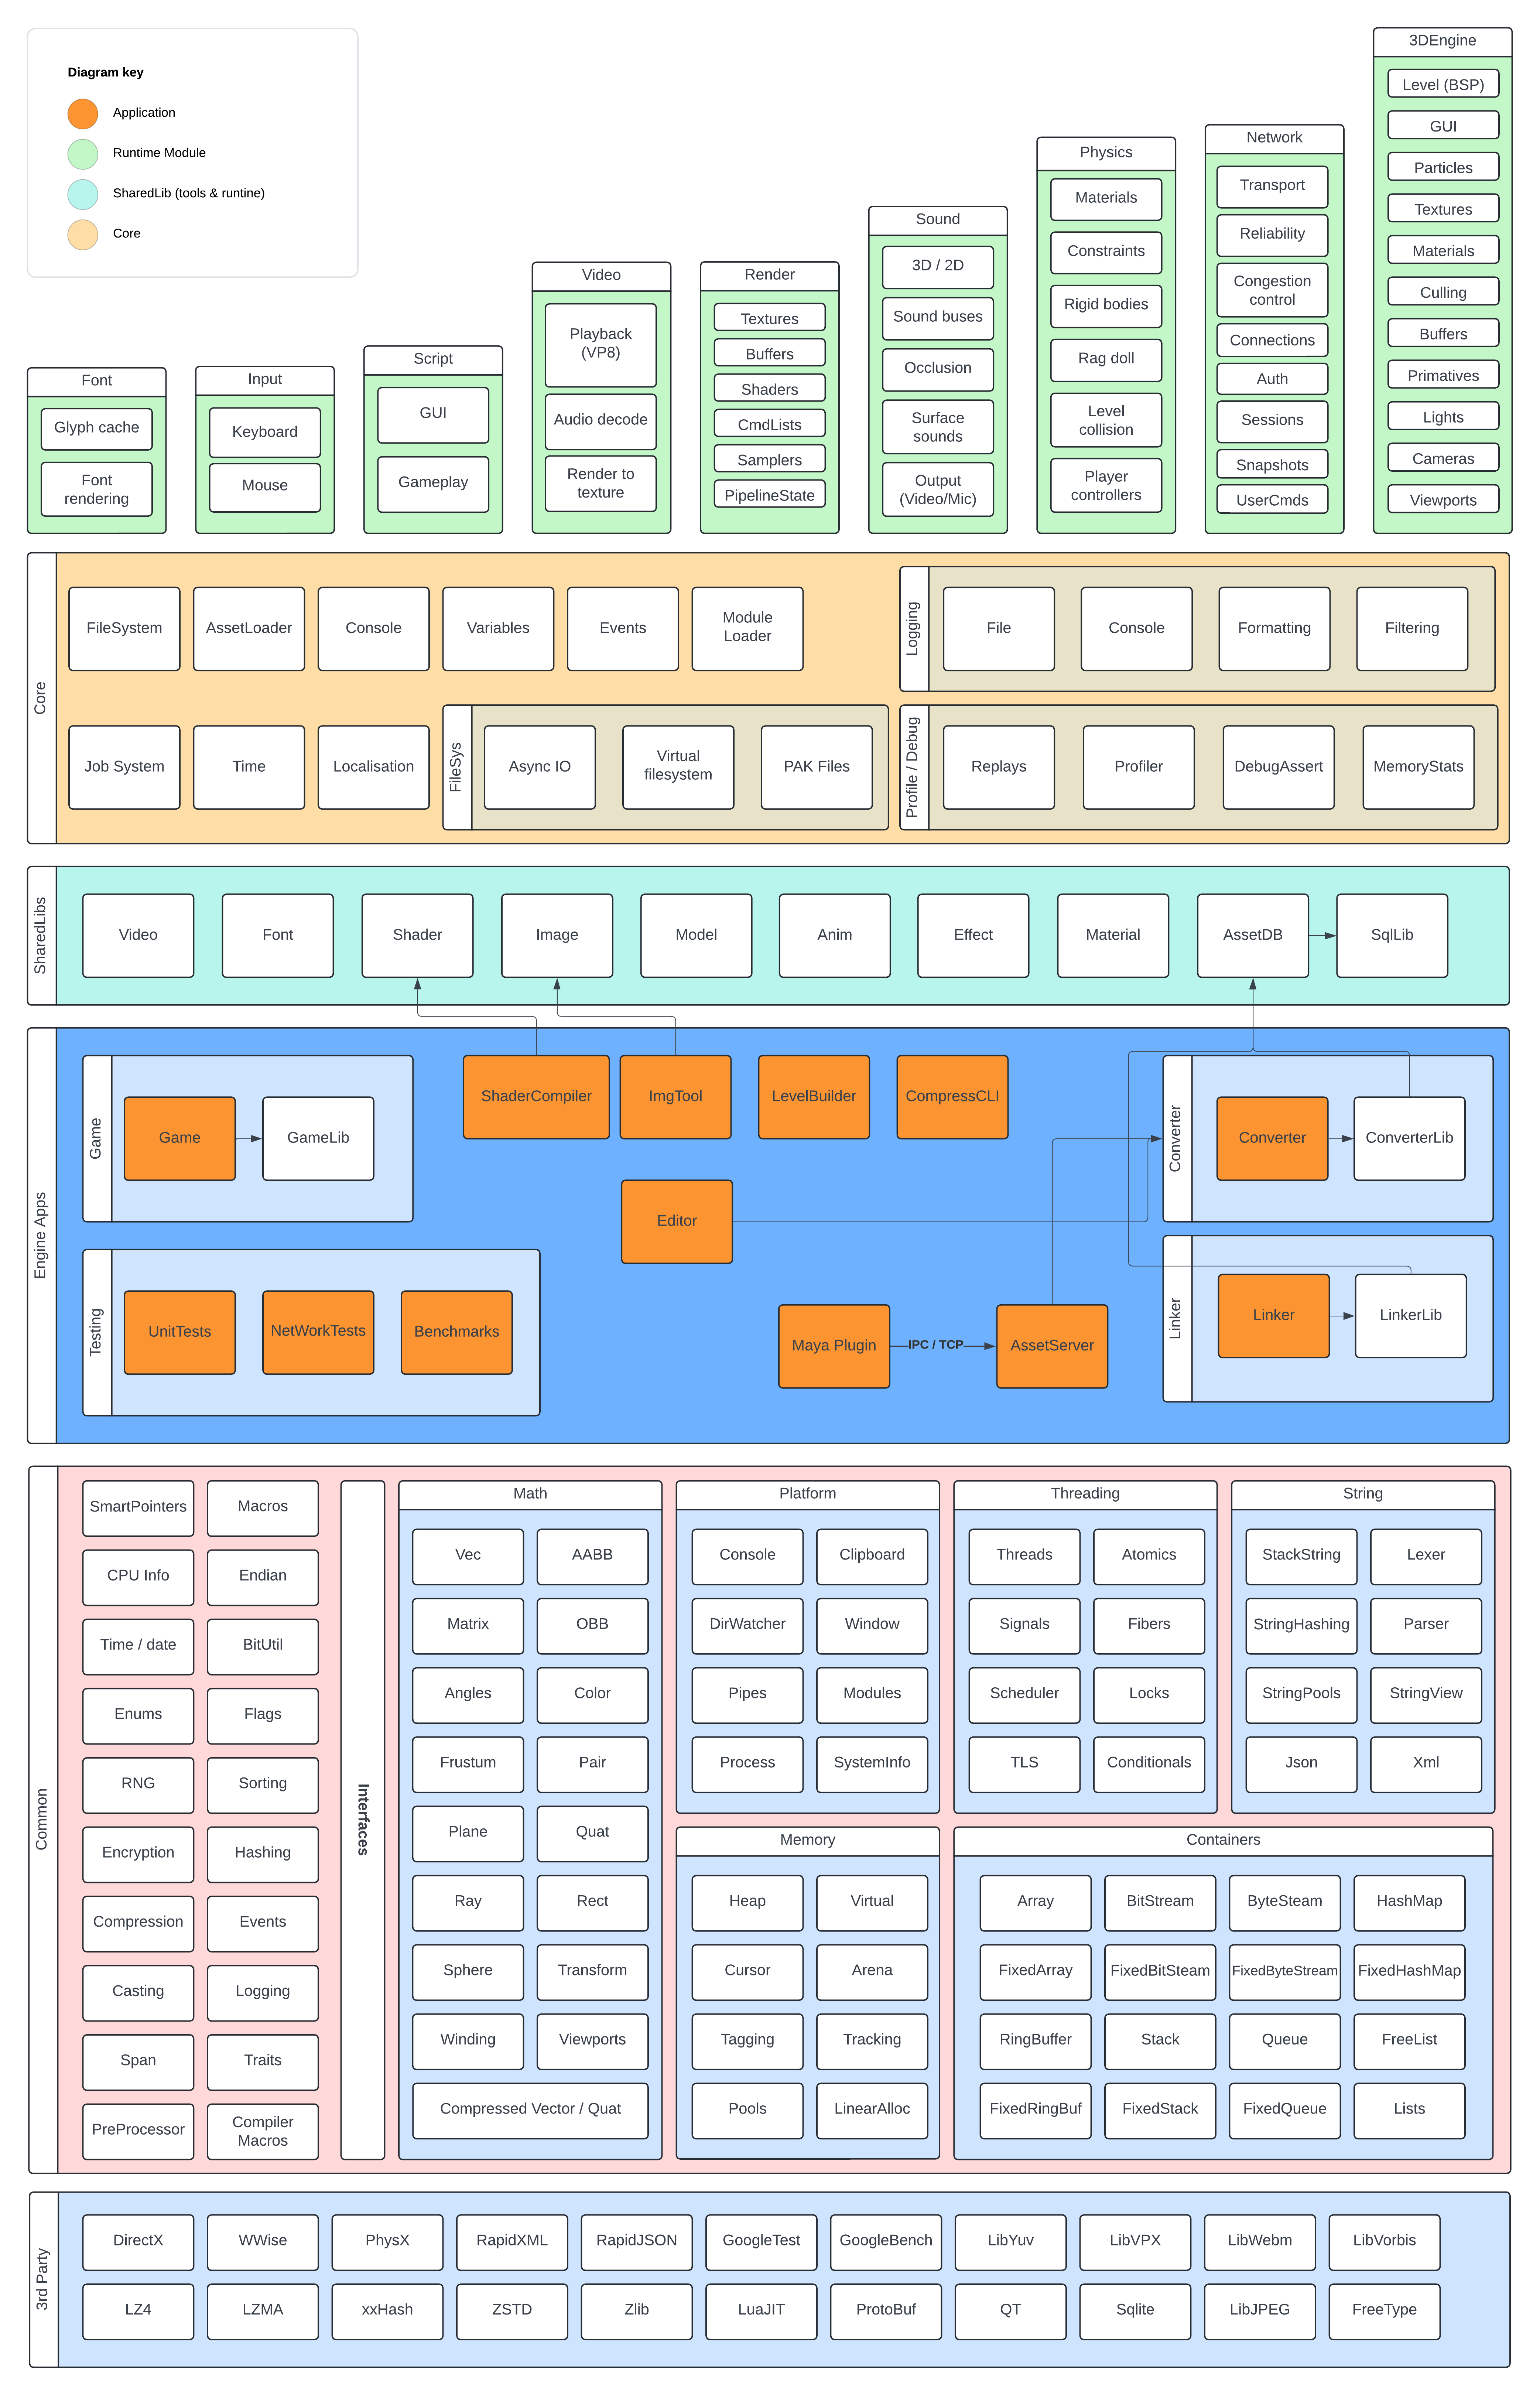 Diagram key
Application
Runtime Module
SharedLib (tools & runtine)
Core
Font
Glyph cache
Font
rendering
Input
Keyboard
Mouse
Script
GUI
Gameplay
Video
Playback
(VP8)
Audio decode
Render to
texture
Render
Textures
Buffers
Shaders
CmdLists
Samplers
PipelineState
Sound
3D / 2D
Sound buses
Occlusion
Surface
sounds
Output
(Video/Mic)
Physics
Materials
Constraints
Rigid bodies
Rag doll
Level
collision
Player
controllers
Network
Transport
Reliability
Congestion
control
Connections
Auth
Sessions
Snapshots
UserCmds
3DEngine
Level (BSP)
GUI
Particles
Textures
Materials
Culling
Buffers
Primatives
Lights
Cameras
Viewports
Core
FileSystem
AssetLoader
Console
Variables
Events
Module
Loader
Logging
File
Console
Formatting
Filtering
Job System
Time
Localisation
FileSys
Async IO
Virtual
filesystem
PAK Files
Profile / Debug
Replays
Profiler
DebugAssert
MemoryStats
SharedLibs
Video
Font
Shader
Image
Model
Anim
Effect
Material
AssetDB
SqlLib
Engine Apps
Game
Game
GameLib
ShaderCompiler
ImgTool
LevelBuilder
CompressCLI
Converter
Converter
ConverterLib
Editor
Testing
UnitTests
NetWorkTests
Benchmarks
Maya Plugin
IPC / TCP
AssetServer
Linker
Linker
LinkerLib
Common
SmartPointers
Macros
CPU Info
Endian
Time / date
BitUtil
Enums
Flags
RNG
Sorting
Encryption
Hashing
Compression
Events
Casting
Logging
Span
Traits
PreProcessor
Compiler
Macros
Interfaces
Math
Vec
AABB
Matrix
OBB
Angles
Color
Frustum
Pair
Plane
Quat
Ray
Rect
Sphere
Transform
Winding
Viewports
Compressed Vector / Quat
Platform
Console
Clipboard
DirWatcher
Window
Pipes
Modules
Process
SystemInfo
Threading
Threads
Atomics
Signals
Fibers
Scheduler
Locks
TLS
Conditionals
String
StackString
Lexer
StringHashing
Parser
StringPools
StringView
Json
Xml
Memory
Heap
Virtual
Cursor
Arena
Tagging
Tracking
Pools
LinearAlloc
Containers
Array
BitStream
ByteSteam
HashMap
FixedArray
FixedBitSteam
FixedByteStream
FixedHashMap
RingBuffer
Stack
Queue
FreeList
FixedRingBuf
FixedStack
FixedQueue
Lists
3rd Party
DirectX
WWise
PhysX
RapidXML
RapidJSON
GoogleTest
GoogleBench
LibYuv
LibVPX
LibWebm
LibVorbis
LZ4
LZMA
xxHash
ZSTD
Zlib
LuaJIT
ProtoBuf
QT
Sqlite
LibJPEG
FreeType